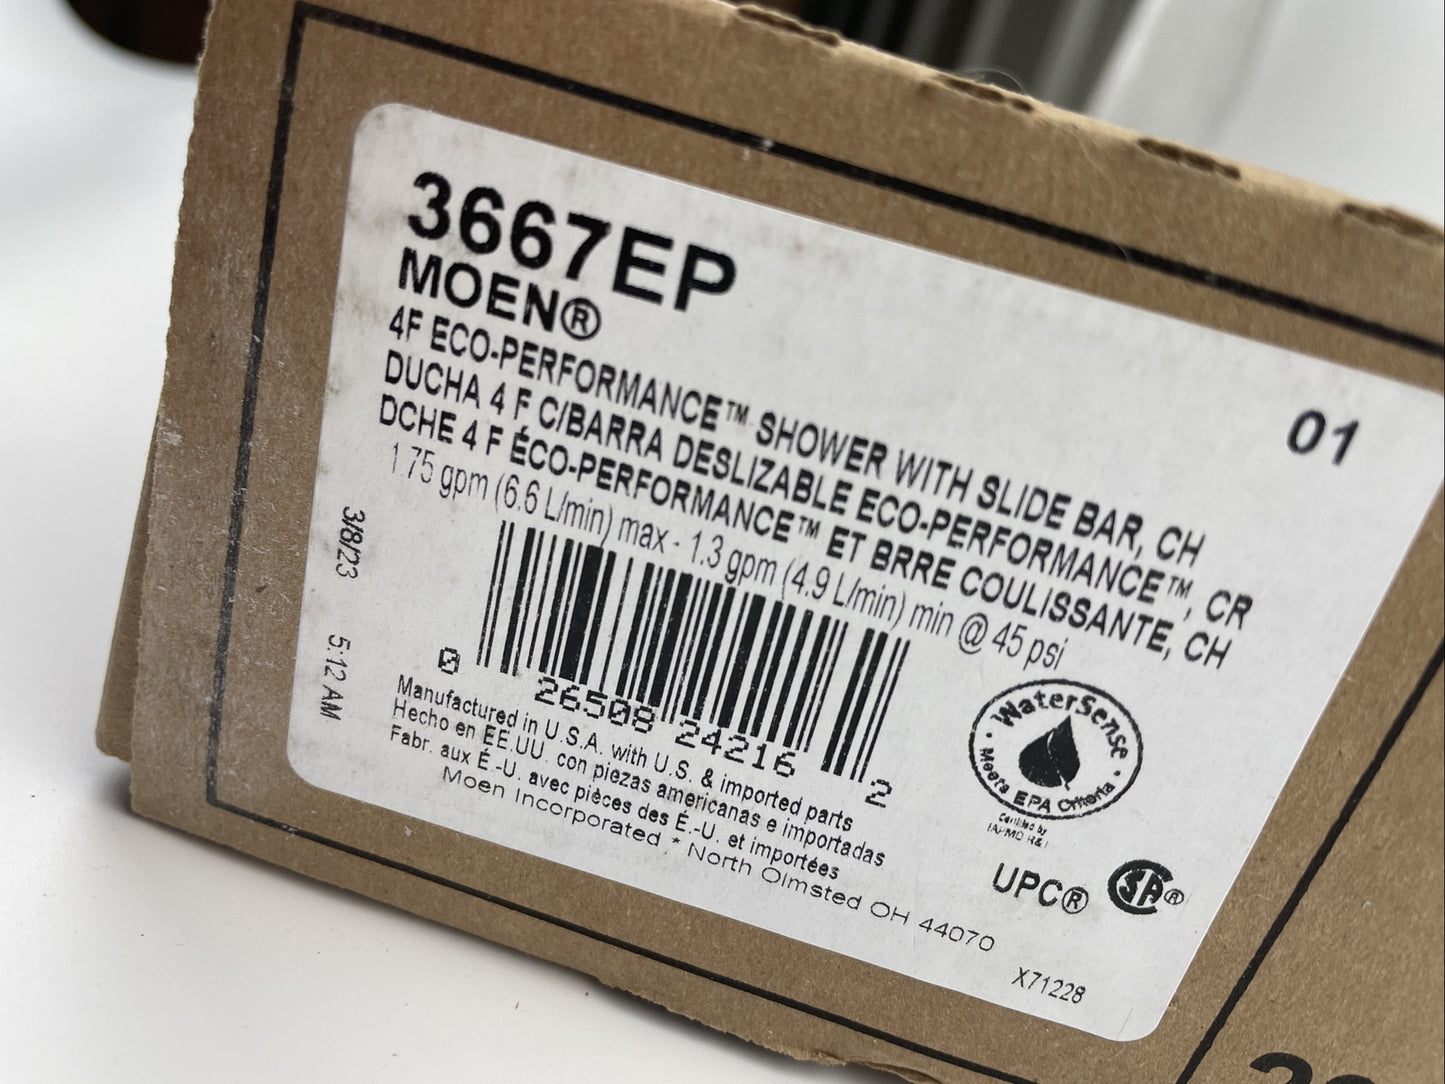 3667EP
MOEN®
4F ECO-PERFORMANCE™ SHOWER WITH SLIDE BAR, CH
DUCHA 4 F C/BARRA DESLIZABLE ECO-PERFORMANCE™, CR
DCHE 4 F ÉCO-PERFORMANCE™ ET BRRE COULISSANTE, CH
1.75 gpm (6.6 L/min) max - 1.3 gpm (4.9 L/min) min @ 45 psi
01
3/8/23 5:12 AM
0 26508 24216 2
Manufactured in U.S.A. with U.S. & imported parts
Hecho en EE.UU. con piezas americanas e importadas
Fabr. aux É.-U. avec pièces des É.-U. et importées
Moen Incorporated * North Olmsted OH 44070
WaterSense
Meets EPA Criteria
Certified by
IAPMO R&T
UPC® SA®
X71228